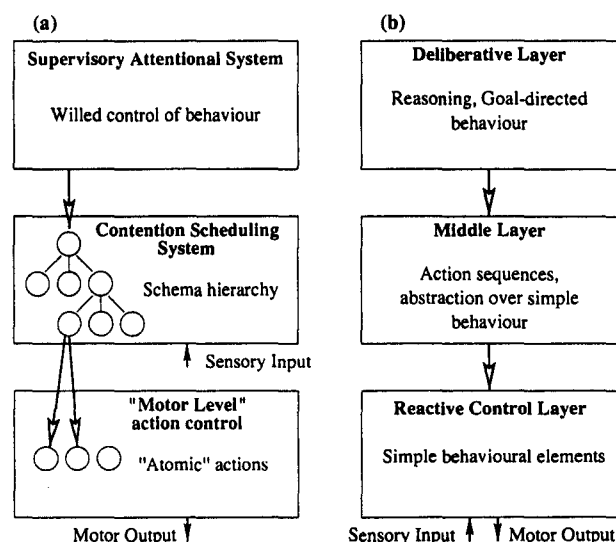 (a)
Supervisory Attentional System
Willed control of behaviour
Contention Scheduling
System
Schema hierarchy
Sensory Input
"Motor Level"
action control
"Atomic" actions
Motor Output
(b)
Deliberative Layer
Reasoning, Goal-directed
behaviour
Middle Layer
Action sequences,
abstraction over simple
behaviour
Reactive Control Layer
Simple behavioural elements
Sensory Input
Motor Output